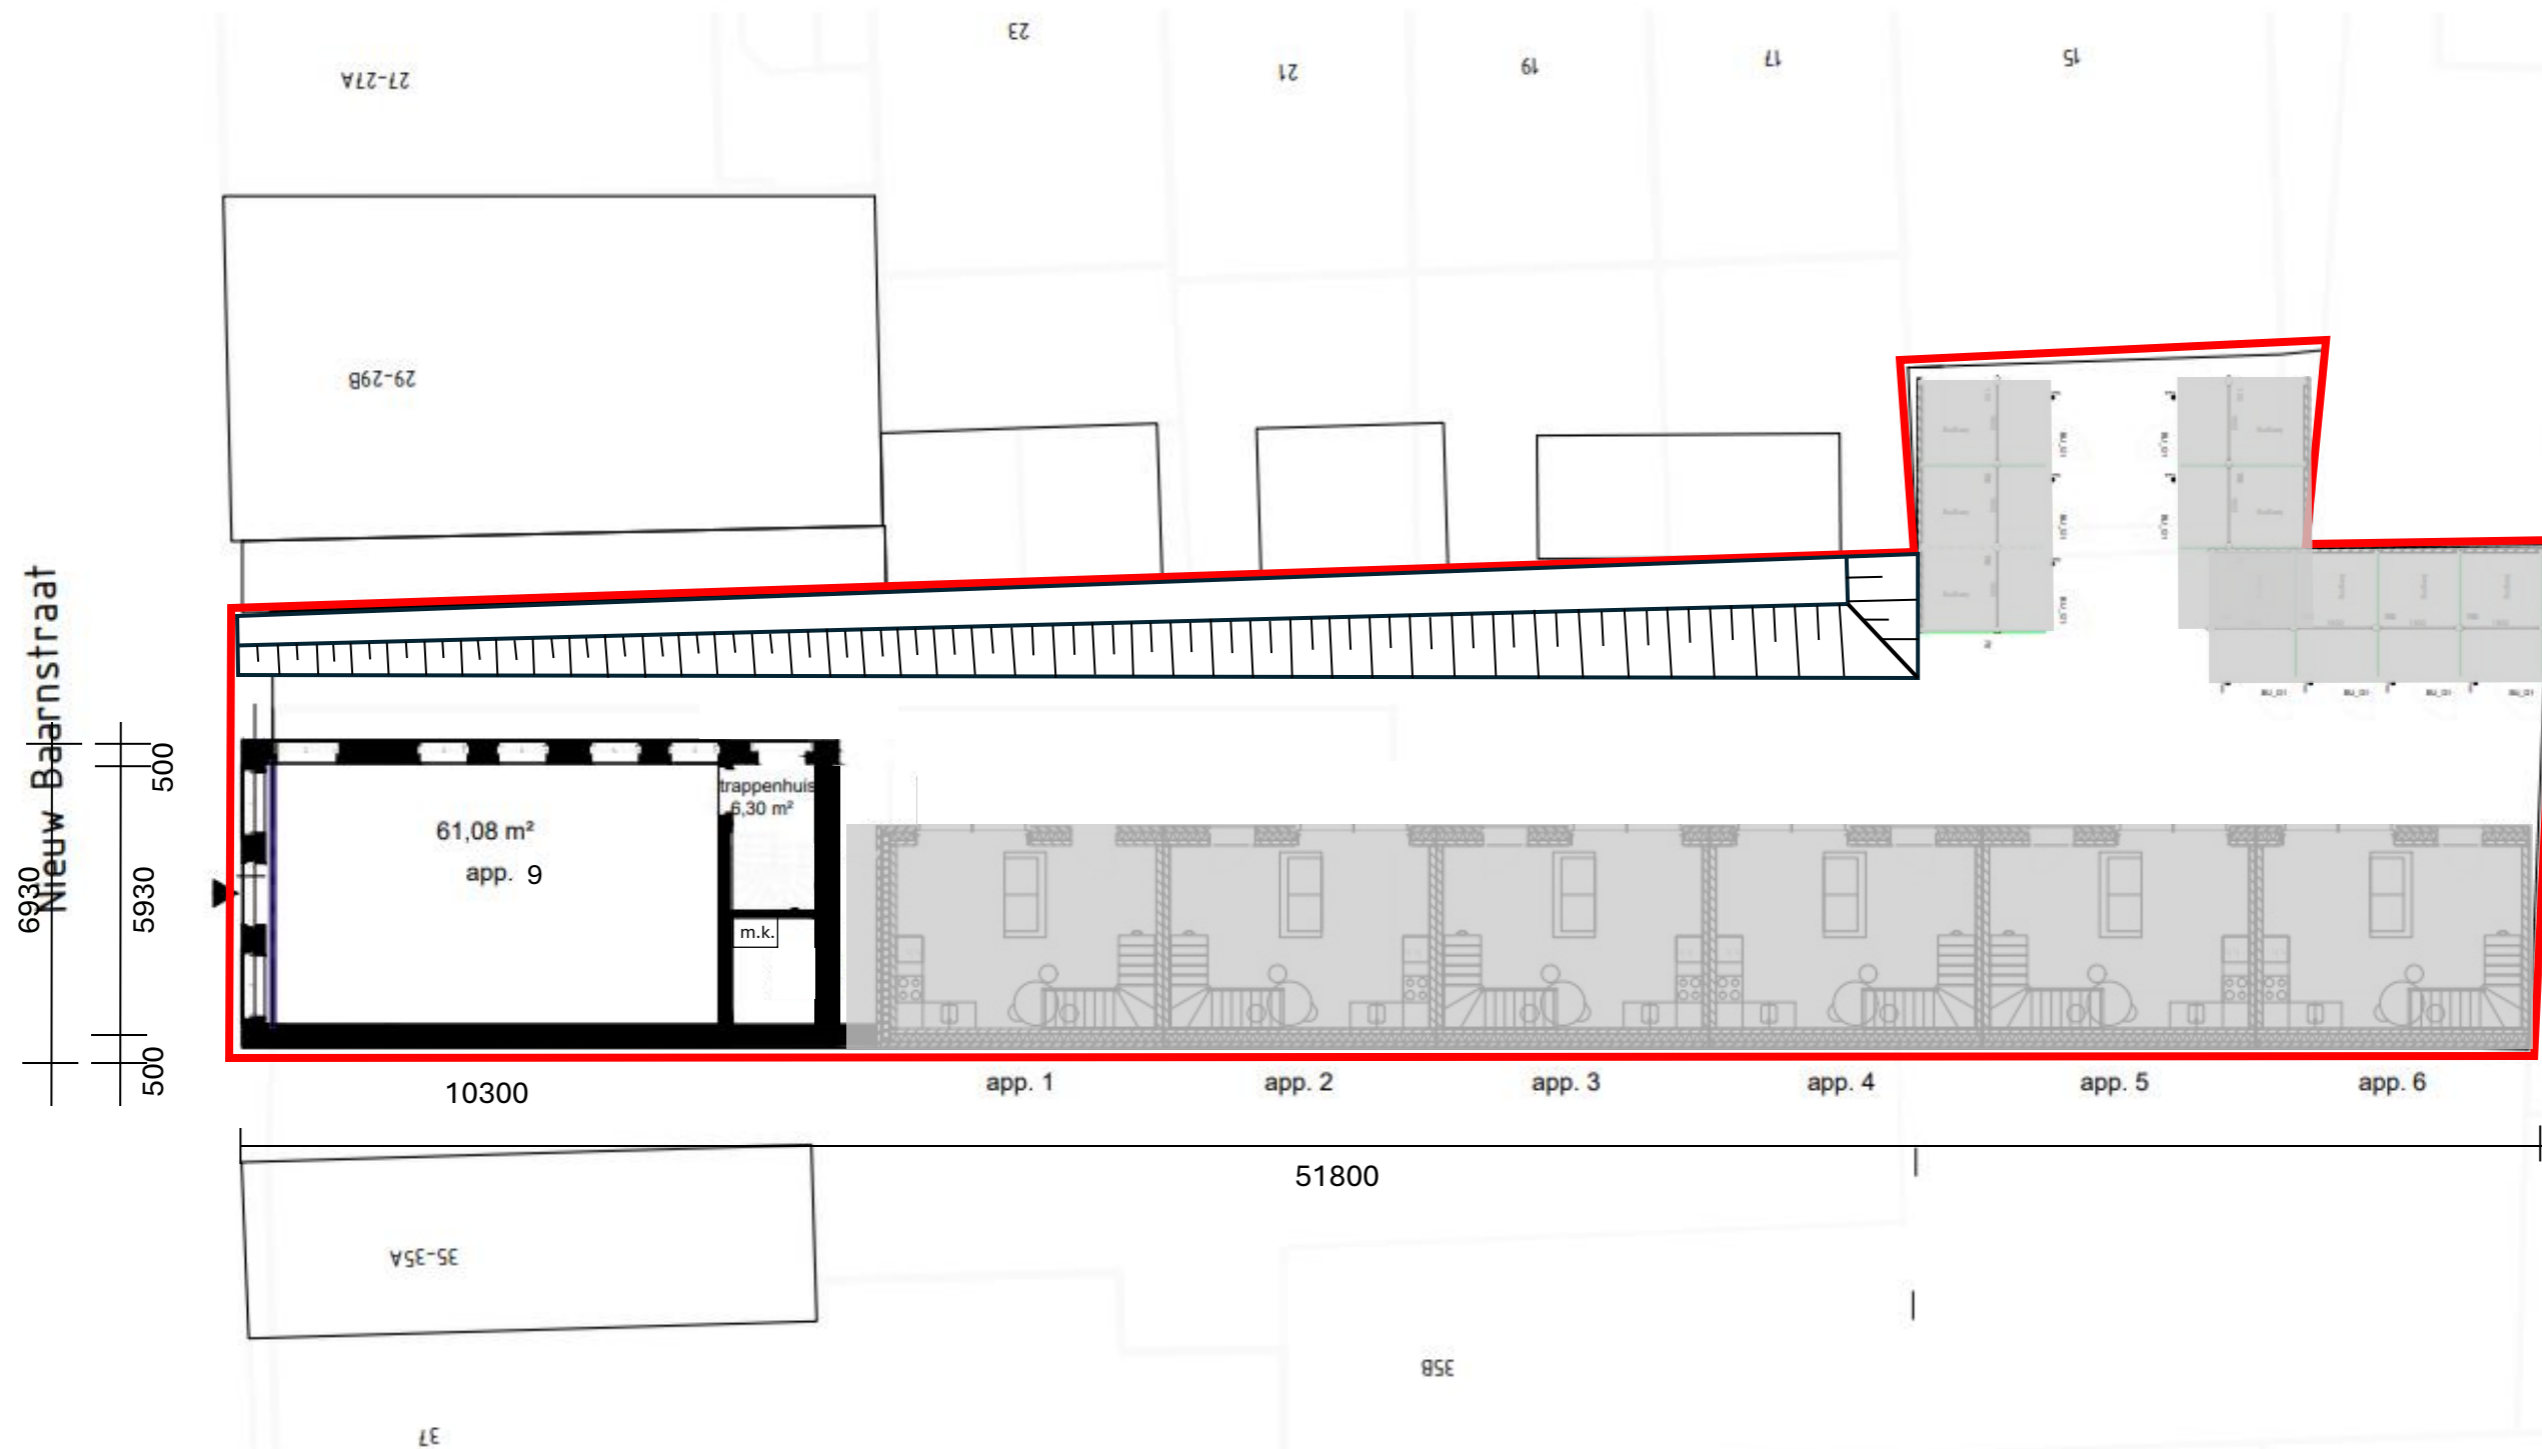 23
27-27A
21
19
17
15
29-29B
Nieuw Baarnstraat
500
6930
5930
500
trappenhuis
6,30 m²
61,08 m²
app. 9
m.k.
10300
app. 1
app. 2
app. 3
app. 4
app. 5
app. 6
51800
35-35A
35B
37